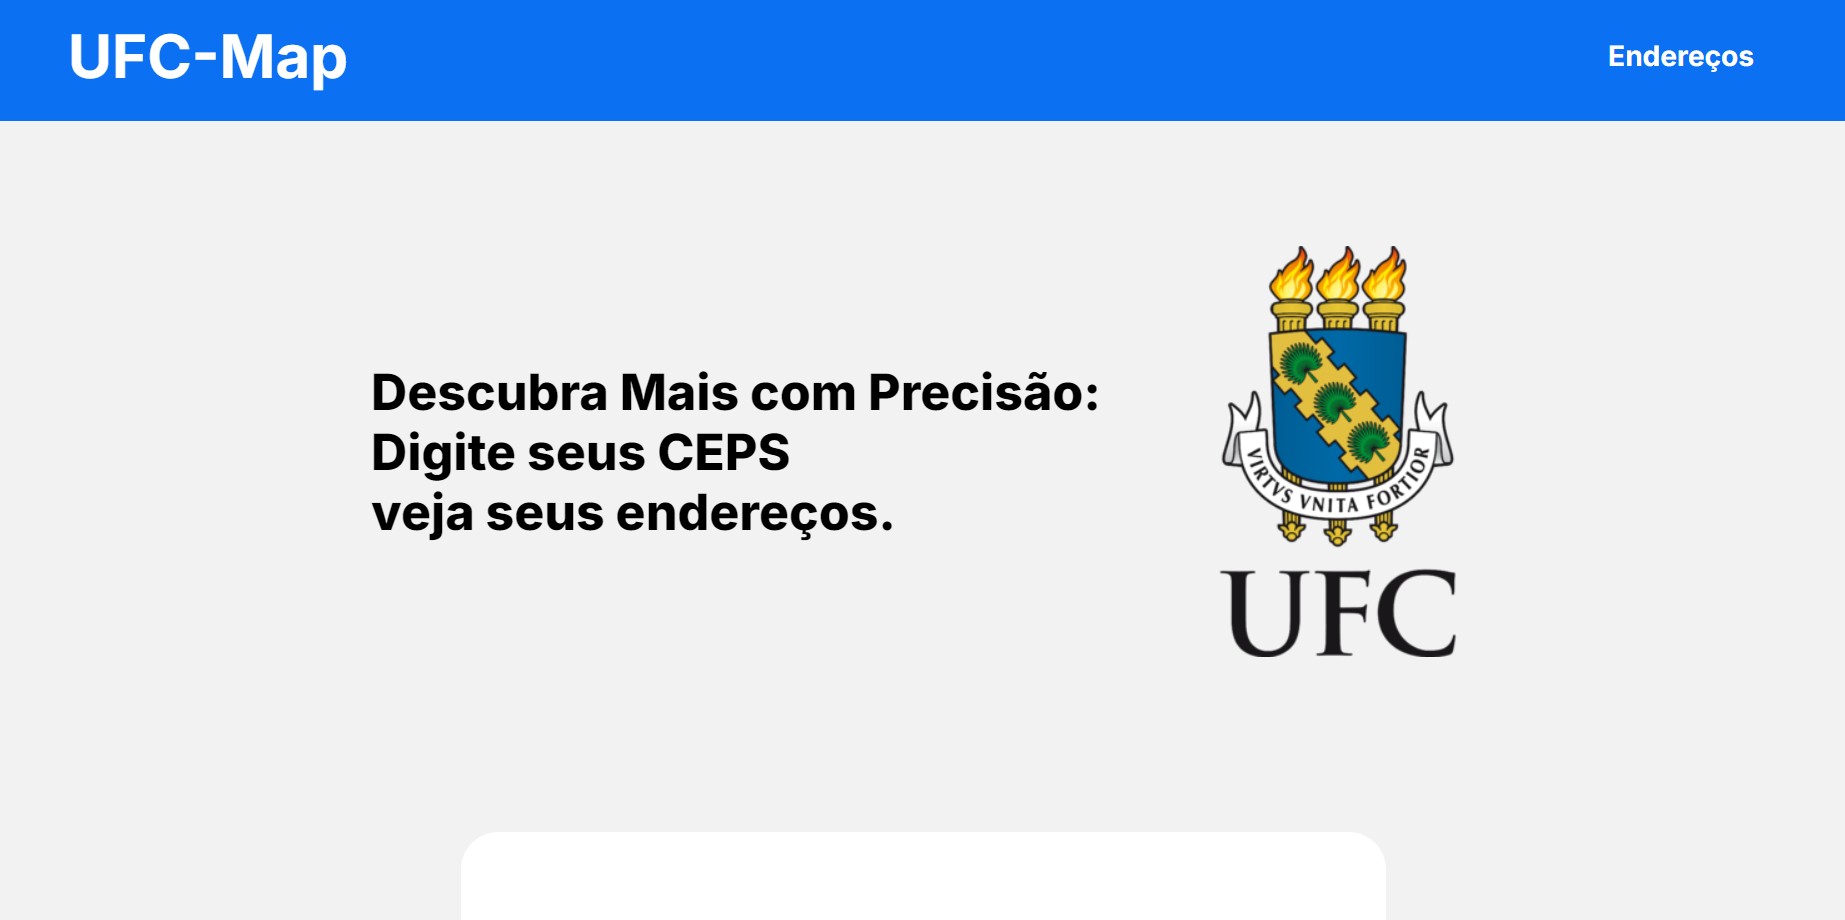 UFC-Map
Endereços
Descubra Mais com Precisão:
Digite seus CEPS
veja seus endereços.
VIRTVS VNITA FORTIOR
UFC